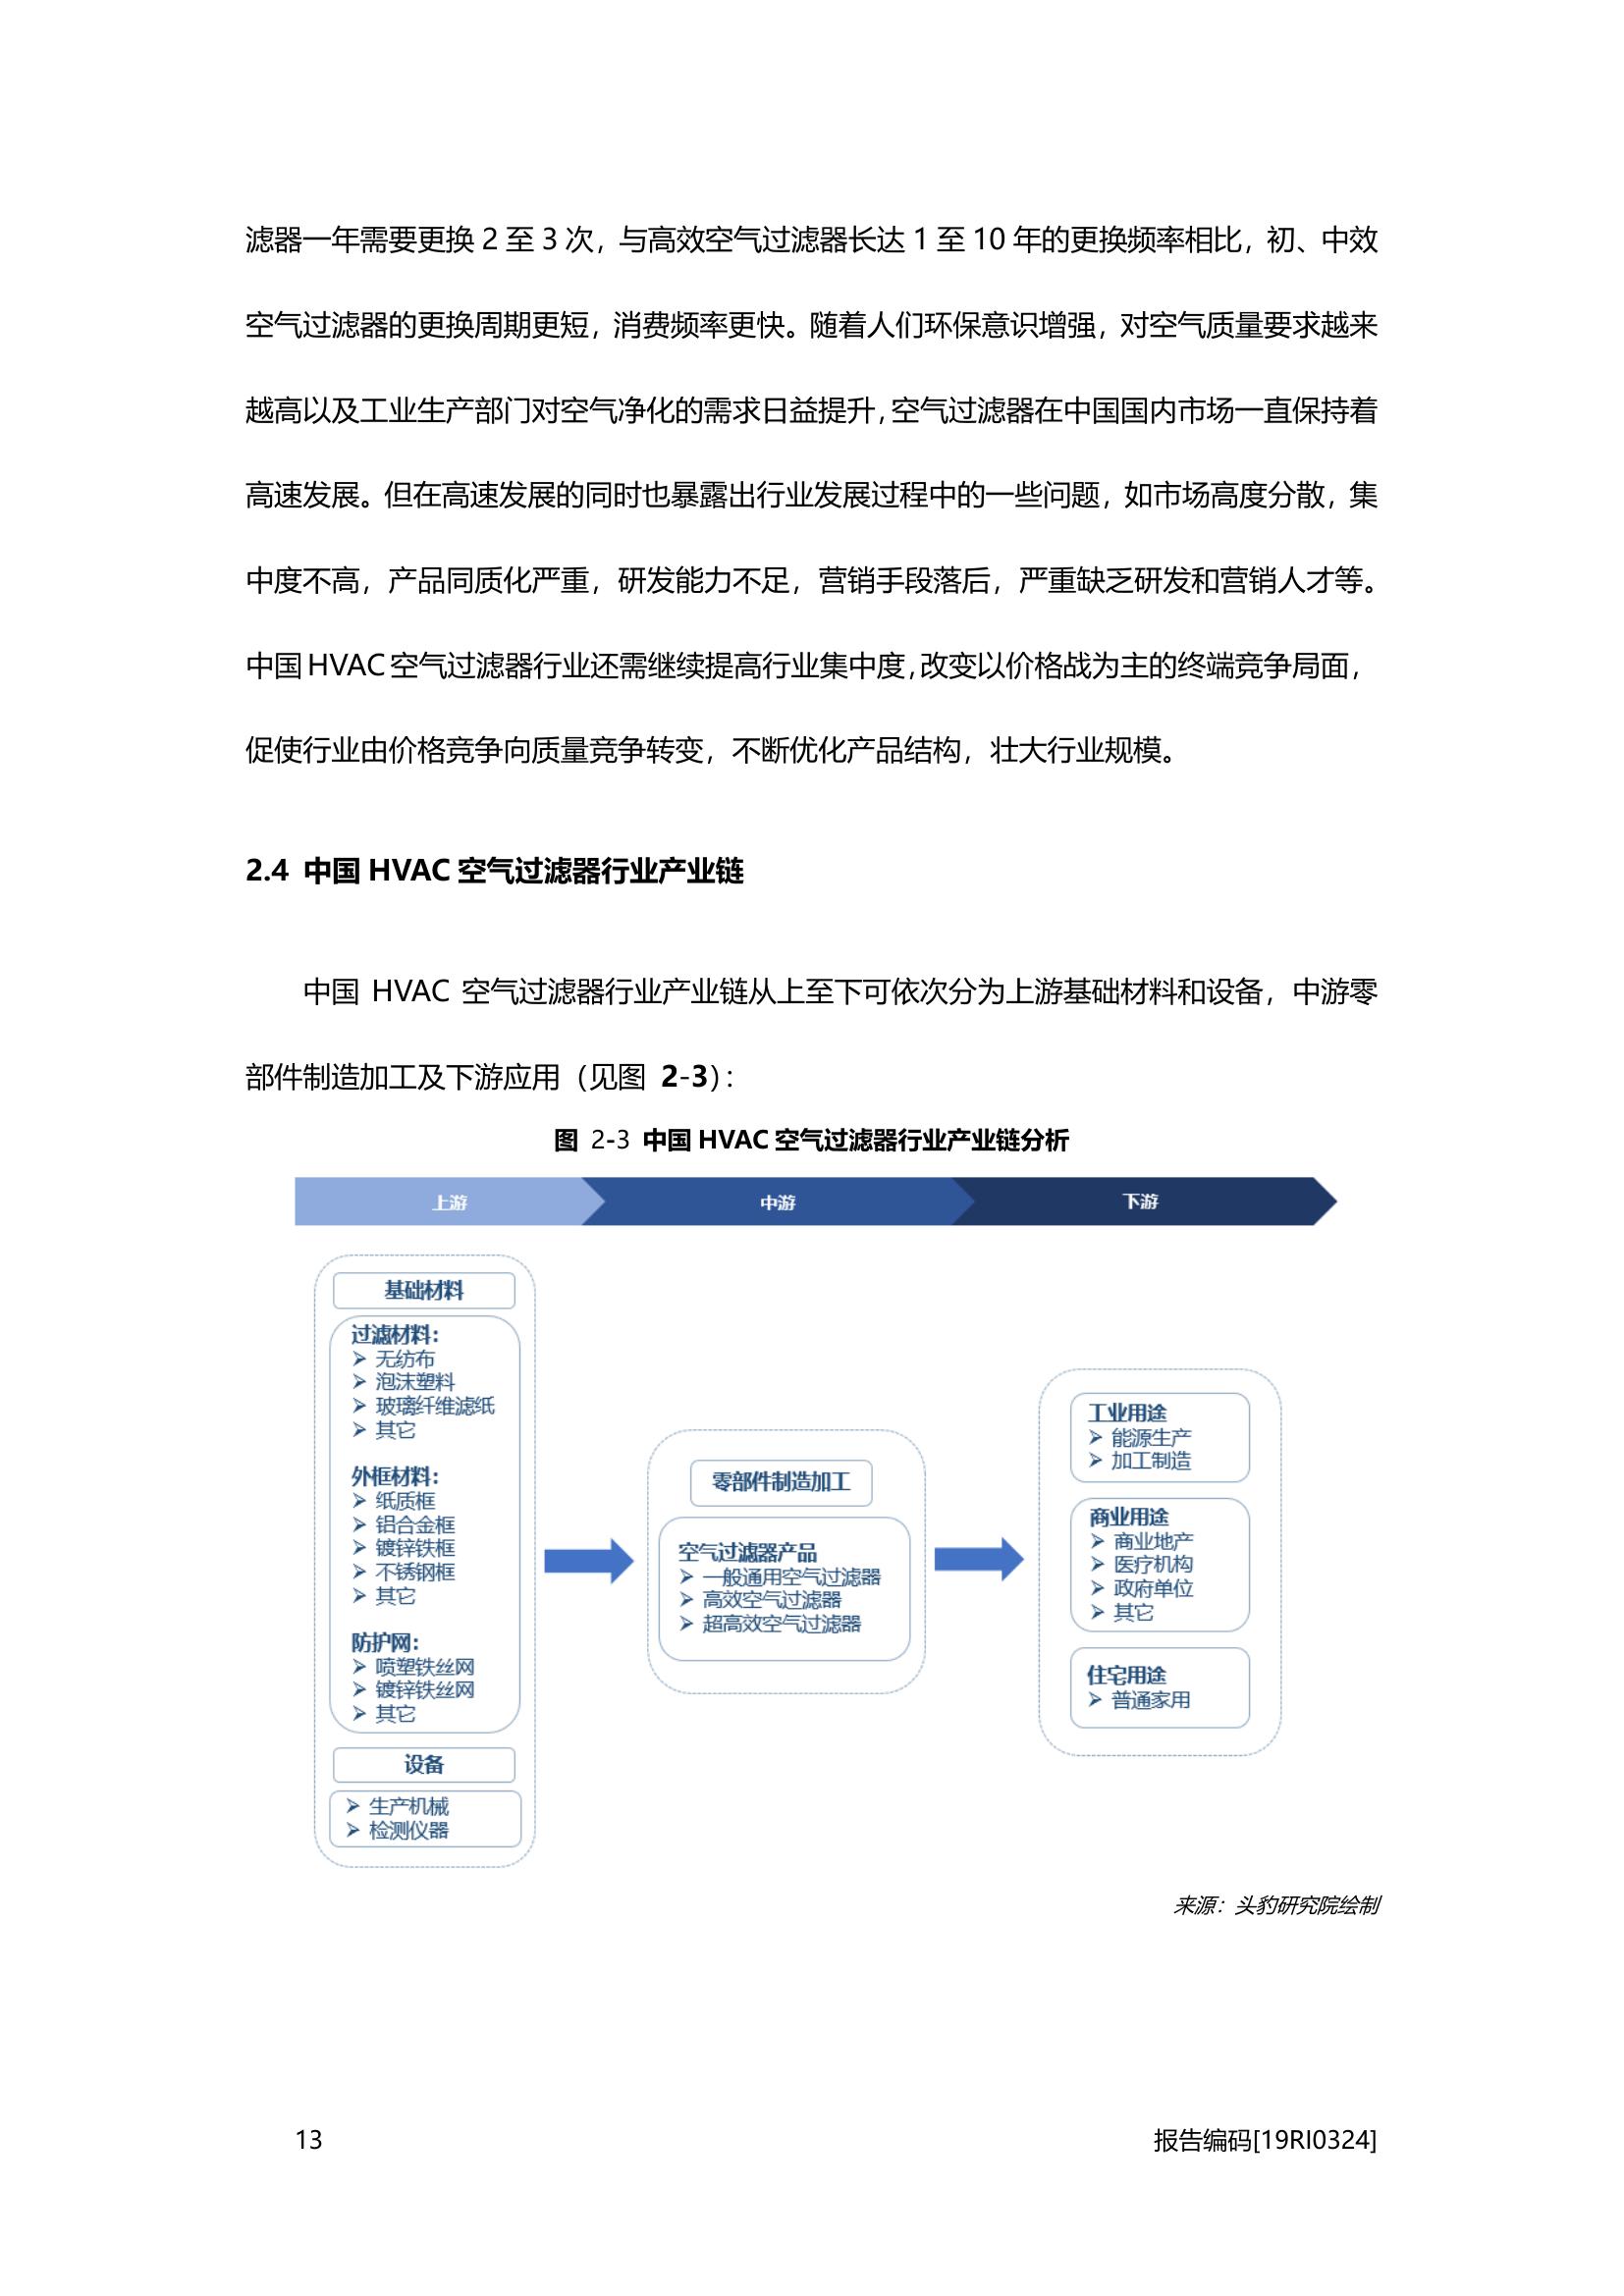 滤器一年需要更换 2 至 3 次，与高效空气过滤器长达 1 至 10 年的更换频率相比，初、中效
空气过滤器的更换周期更短，消费频率更快。随着人们环保意识增强，对空气质量要求越来
越高以及工业生产部门对空气净化的需求日益提升，空气过滤器在中国国内市场一直保持着
高速发展。但在高速发展的同时也暴露出行业发展过程中的一些问题，如市场高度分散，集
中度不高，产品同质化严重，研发能力不足，营销手段落后，严重缺乏研发和营销人才等。
中国 HVAC 空气过滤器行业还需继续提高行业集中度，改变以价格战为主的终端竞争局面，
促使行业由价格竞争向质量竞争转变，不断优化产品结构，壮大行业规模。
2.4 中国 HVAC 空气过滤器行业产业链
中国 HVAC 空气过滤器行业产业链从上至下可依次分为上游基础材料和设备，中游零
部件制造加工及下游应用（见图 2-3）：
图 2-3 中国 HVAC 空气过滤器行业产业链分析
上游
中游
下游
基础材料
过滤材料：
➢ 无纺布
➢ 泡沫塑料
➢ 玻璃纤维滤纸
➢ 其它
外框材料：
➢ 纸质框
➢ 铝合金框
➢ 镀锌铁框
➢ 不锈钢框
➢ 其它
防护网：
➢ 喷塑铁丝网
➢ 镀锌铁丝网
➢ 其它
设备
➢ 生产机械
➢ 检测仪器
零部件制造加工
空气过滤器产品
➢ 一般通用空气过滤器
➢ 高效空气过滤器
➢ 超高效空气过滤器
工业用途
➢ 能源生产
➢ 加工制造
商业用途
➢ 商业地产
➢ 医疗机构
➢ 政府单位
➢ 其它
住宅用途
➢ 普通家用
来源：头豹研究院绘制
13
报告编码[19RI0324]